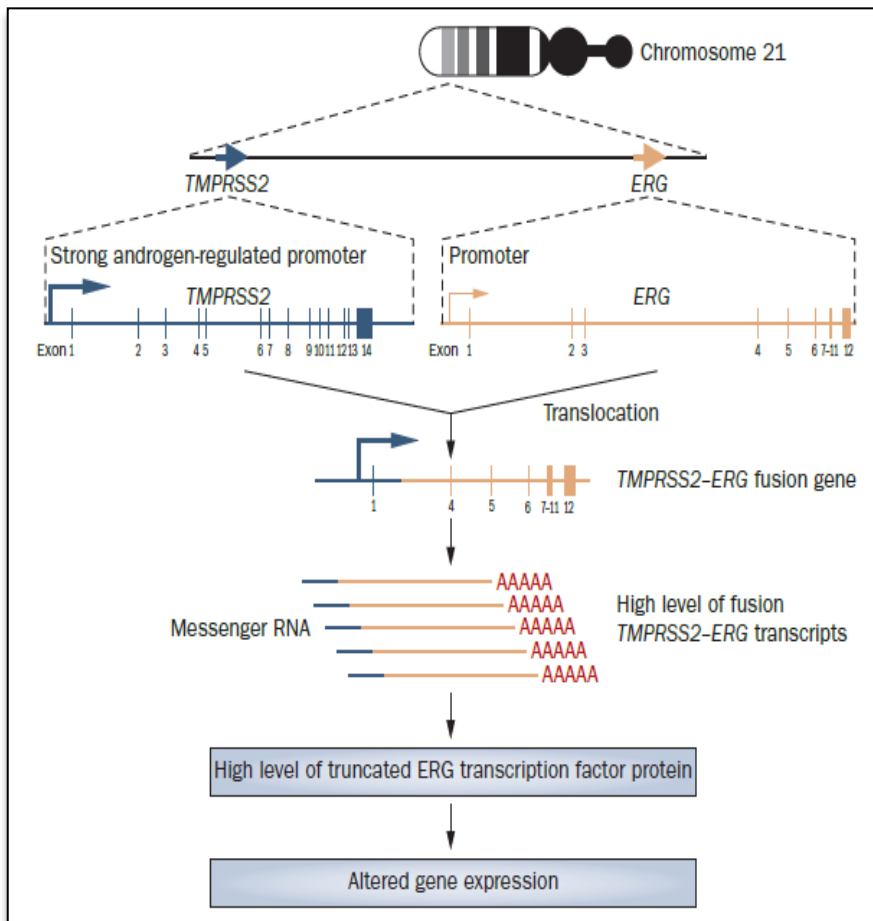 Chromosome 21
TMPRSS2
ERG
Strong androgen-regulated promoter
TMPRSS2
Exon 1 2 3 4 5 6 7 8 9 10 11 12 13 14
Promoter
ERG
Exon 1 2 3 4 5 6 7-11 12
Translocation
1 4 5 6 7-11 12
TMPRSS2–ERG fusion gene
Messenger RNA
AAAAA
AAAAA
AAAAA
AAAAA
AAAAA
High level of fusion
TMPRSS2–ERG transcripts
High level of truncated ERG transcription factor protein
Altered gene expression